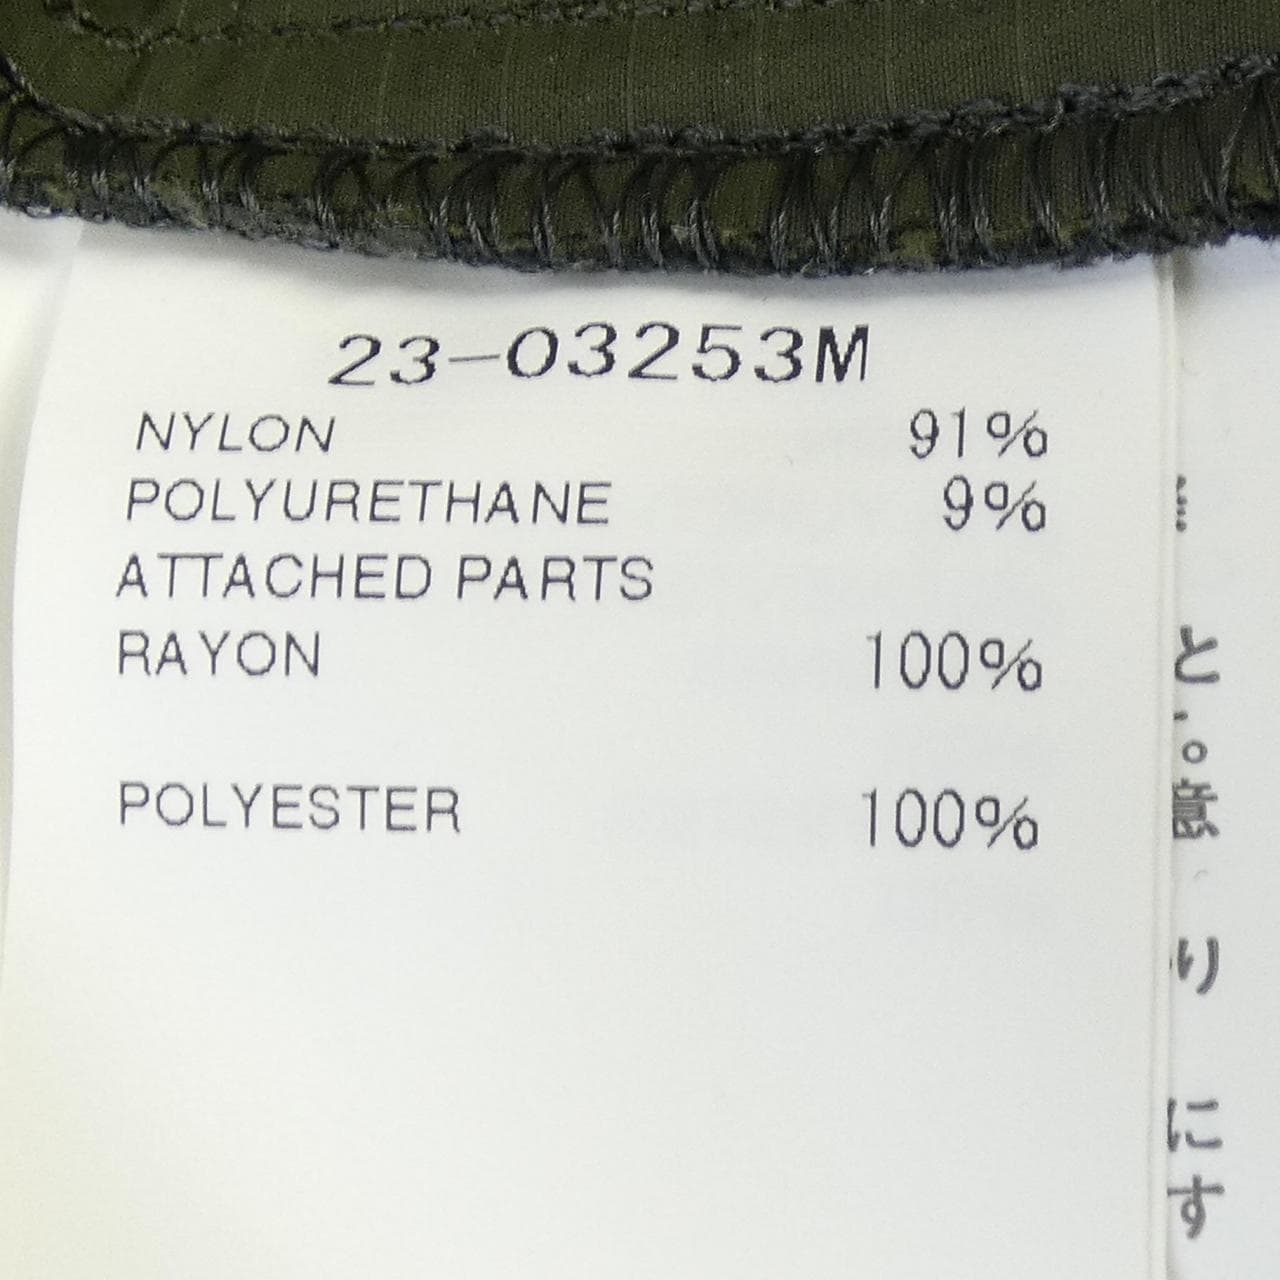 23-03253M
NYLON 91%
POLYURETHANE 9%
ATTACHED PARTS
RAYON 100%
POLYESTER 100%
と
。
り
に
す